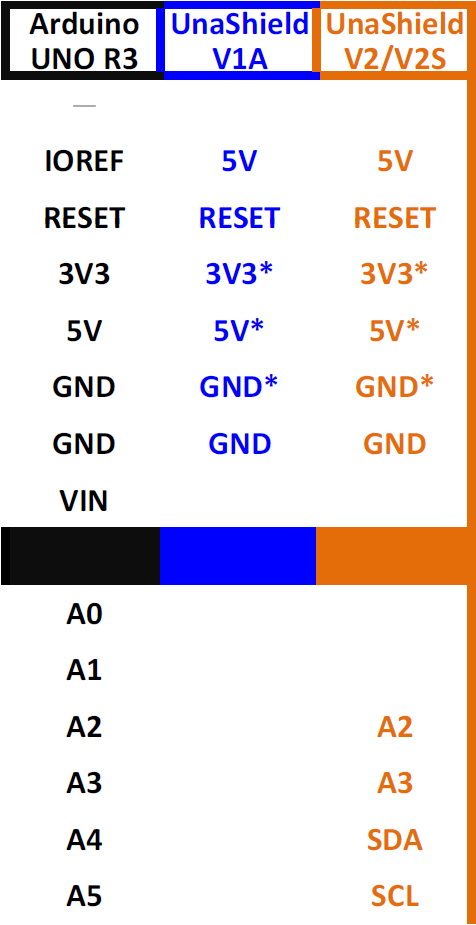 Arduino UnaShield UnaShield
UNO R3 V1A V2/V2S
—
IOREF 5V 5V
RESET RESET RESET
3V3 3V3* 3V3*
5V 5V* 5V*
GND GND* GND*
GND GND GND
VIN
A0
A1
A2 A2
A3 A3
A4 SDA
A5 SCL